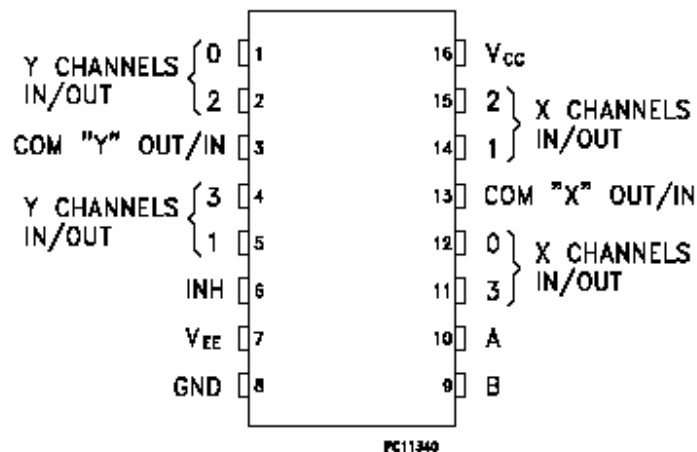 Y CHANNELS
IN/OUT
0 1
2 2
COM "Y" OUT/IN 3
Y CHANNELS
IN/OUT
3 4
1 5
INH 6
VEE 7
GND 8
16 VCC
15 2
14 1
X CHANNELS
IN/OUT
13 COM "X" OUT/IN
12 0
11 3
X CHANNELS
IN/OUT
10 A
9 B
PC11340